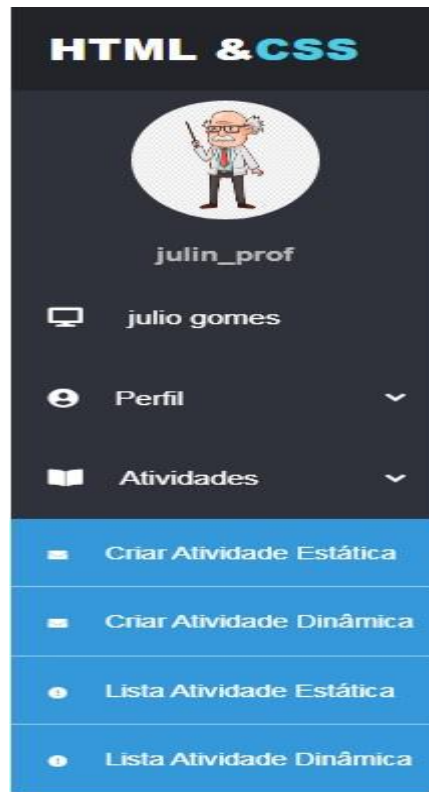 HTML &CSS
julin_prof
julio gomes
Perfil
Atividades
Criar Atividade Estática
Criar Atividade Dinâmica
Lista Atividade Estática
Lista Atividade Dinâmica